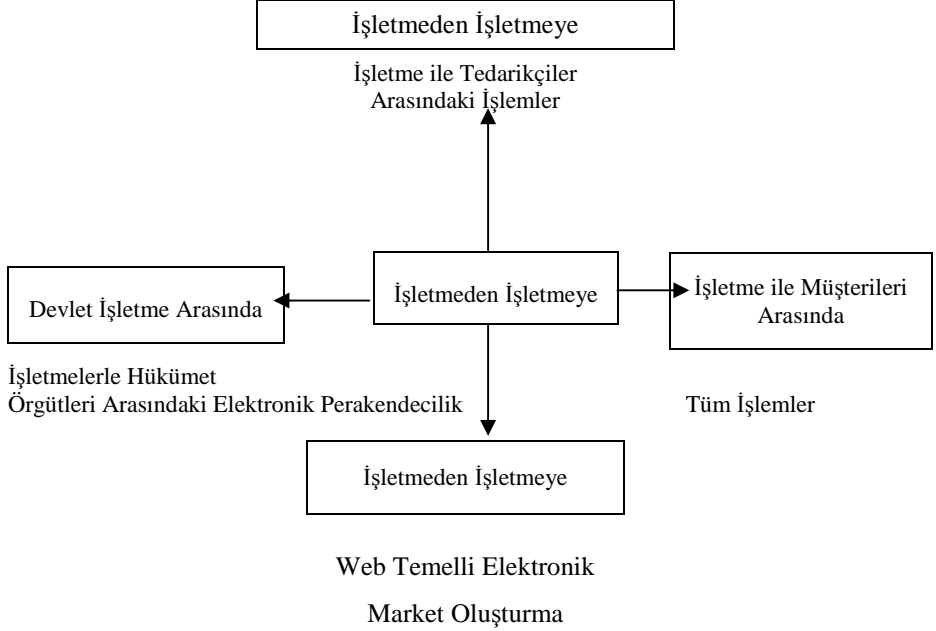 İşletmeden İşletmeye
İşletme ile Tedarikçiler
Arasındaki İşlemler
Devlet İşletme Arasında
İşletmeden İşletmeye
İşletme ile Müşterileri
Arasında
İşletmelerle Hükümet
Örgütleri Arasındaki Elektronik Perakendecilik
Tüm İşlemler
İşletmeden İşletmeye
Web Temelli Elektronik
Market Oluşturma